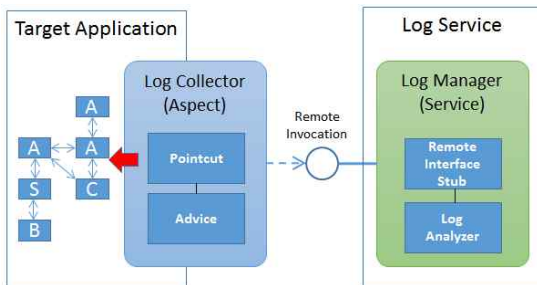 Target Application
Log Service
Log Collector
(Aspect)
Log Manager
(Service)
A
A
A
S
C
B
Pointcut
Advice
Remote
Invocation
Remote
Interface
Stub
Log
Analyzer